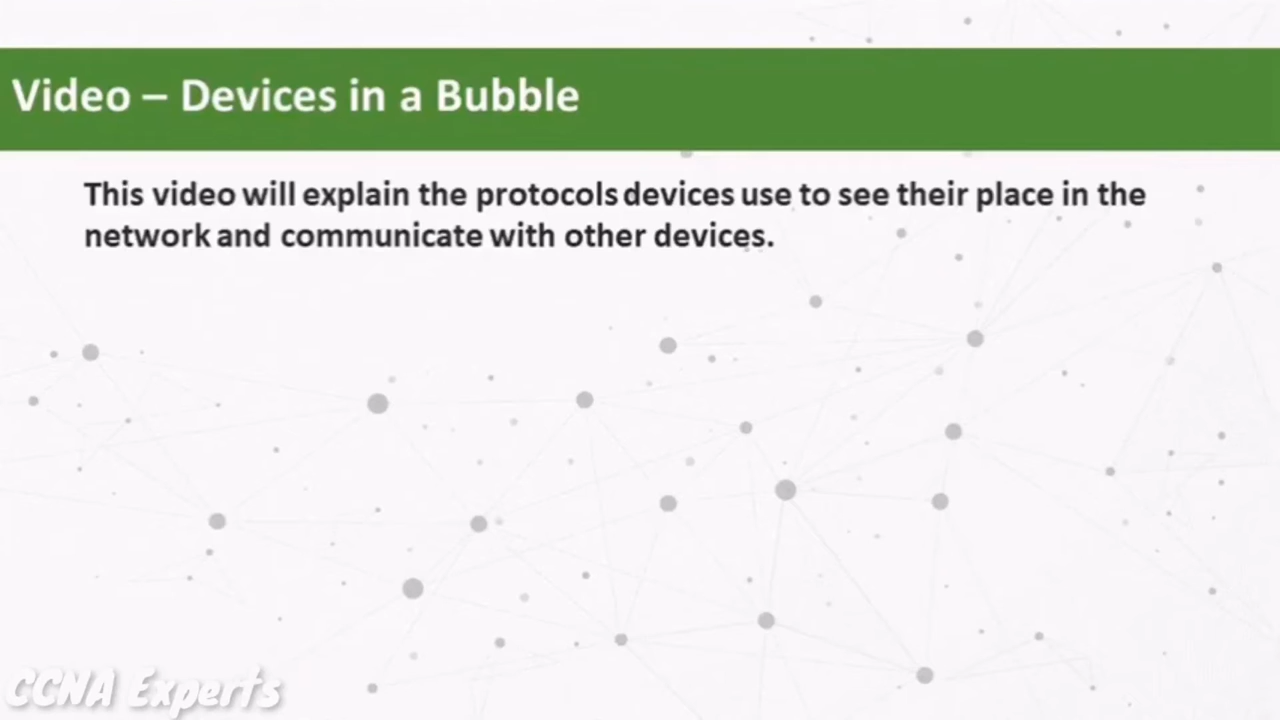 Video – Devices in a Bubble
This video will explain the protocols devices use to see their place in the
network and communicate with other devices.
CCNA Experts